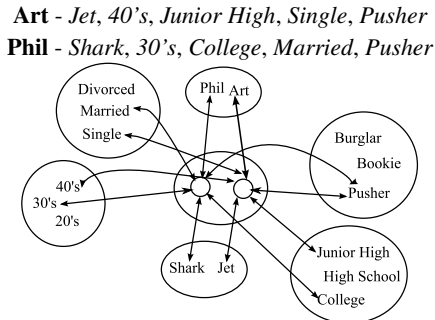 Art - Jet, 40's, Junior High, Single, Pusher
Phil - Shark, 30's, College, Married, Pusher
Divorced
Married
Single
Phil Art
Burglar
Bookie
Pusher
40's
30's
20's
Shark Jet
Junior High
High School
College